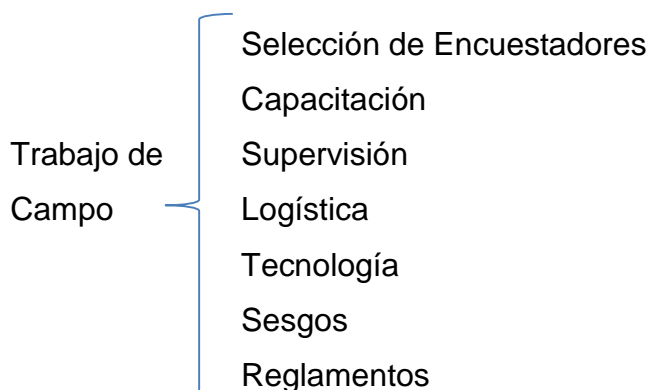 Selección de Encuestadores
Capacitación
Trabajo de
Supervisión
Campo
Logística
Tecnología
Sesgos
Reglamentos